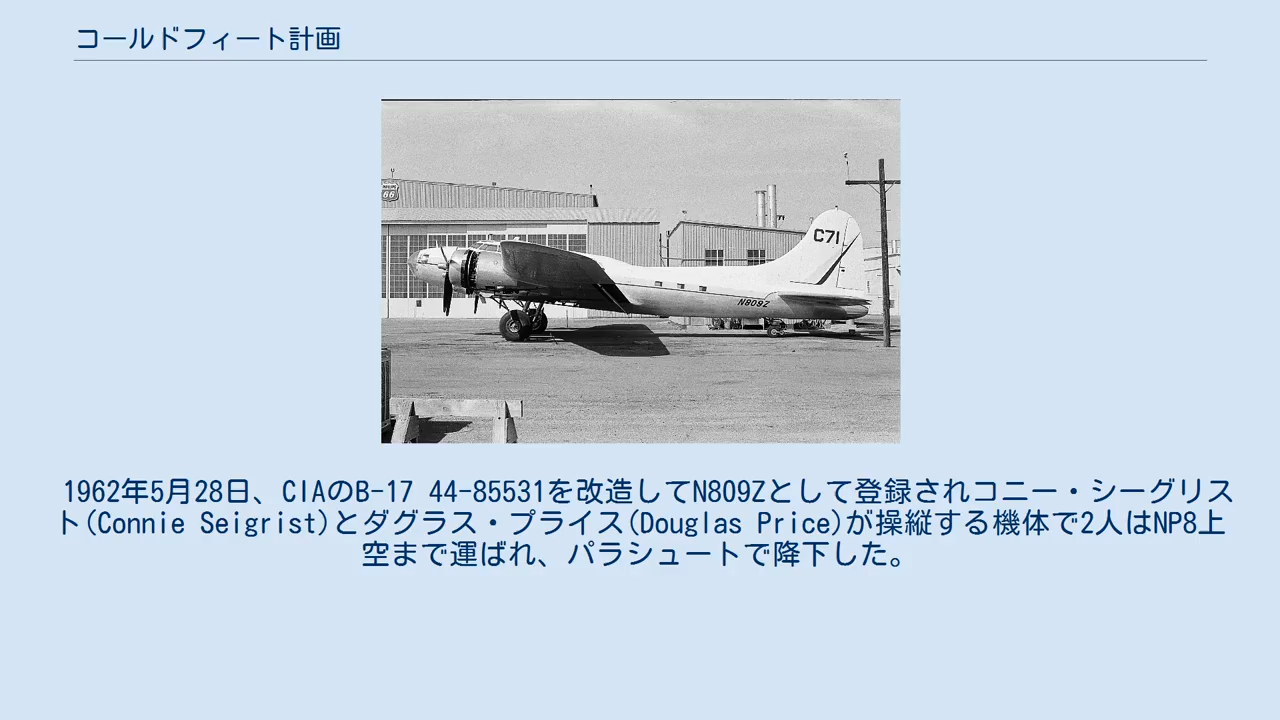 コールドフィート計画
66
C71
N809Z
1962年5月28日、CIAのB-17 44-85531を改造してN809Zとして登録されコニー・シーグリス
ト(Connie Seigrist)とダグラス・プライス(Douglas Price)が操縦する機体で2人はNP8上
空まで運ばれ、パラシュートで降下した。